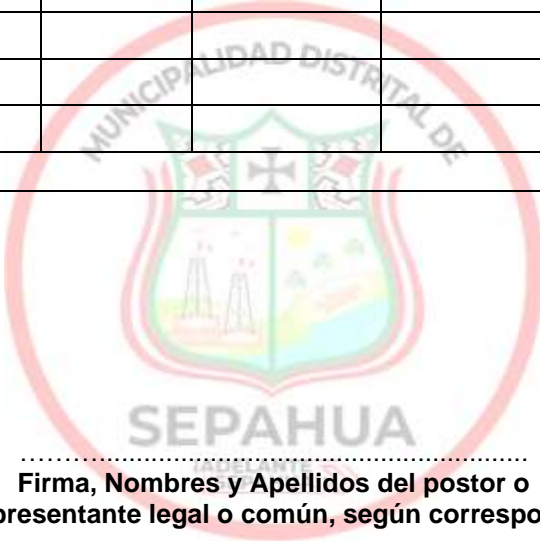 MUNICIPALIDAD DISTRITAL DE
SEPAHUA
¡ADELANTE
Firma, Nombres y Apellidos del postor o
presentante legal o común, según correspo